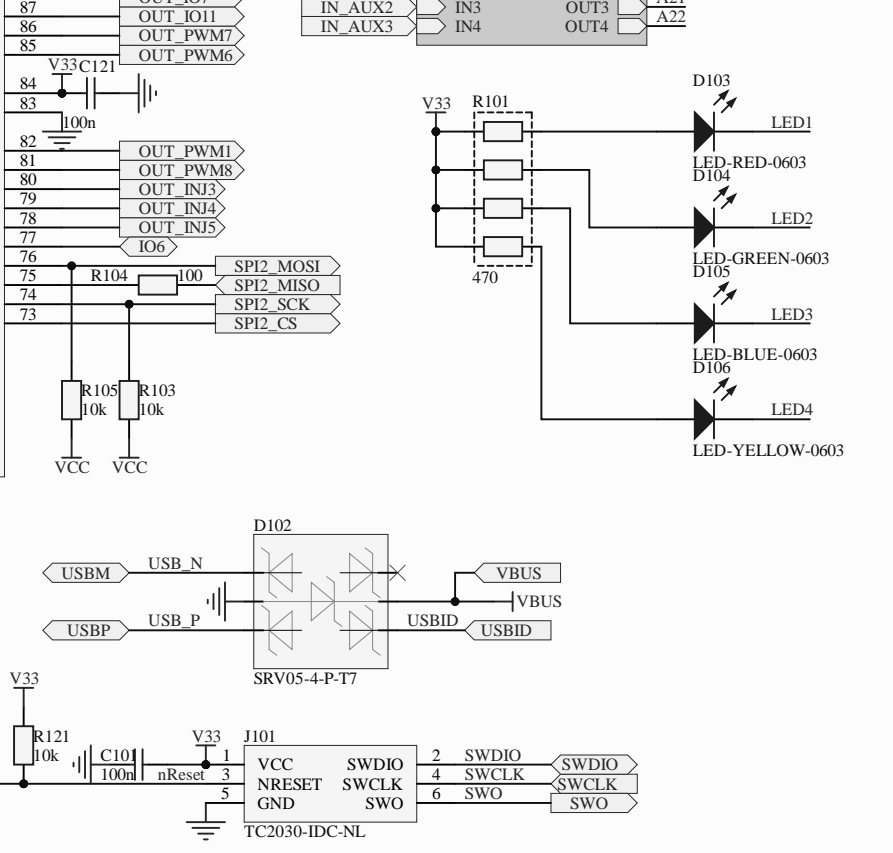 OUT_IO7
87 OUT_IO11
86 OUT_PWM7
85 OUT_PWM6
IN_AUX2 IN3 OUT3 A21
IN_AUX3 IN4 OUT4 A22
V33 C121
84
83
100n
82 OUT_PWM1
81 OUT_PWM8
80 OUT_INJ3
79 OUT_INJ4
78 OUT_INJ5
77 IO6
76 SPI2_MOSI
75 R104 100 SPI2_MISO
74 SPI2_SCK
73 SPI2_CS
R105 R103
10k 10k
VCC VCC
V33 R101
470
D103
LED1
LED-RED-0603
D104
LED2
LED-GREEN-0603
D105
LED3
LED-BLUE-0603
D106
LED4
LED-YELLOW-0603
D102
USBM USB_N VBUS
VBUS
USBP USB_P USBID USBID
SRV05-4-P-T7
V33
R121
10k
C101
100n
V33
nReset
J101
1 VCC SWDIO 2 SWDIO SWDIO
3 NRESET SWCLK 4 SWCLK SWCLK
5 GND SWO 6 SWO SWO
TC2030-IDC-NL